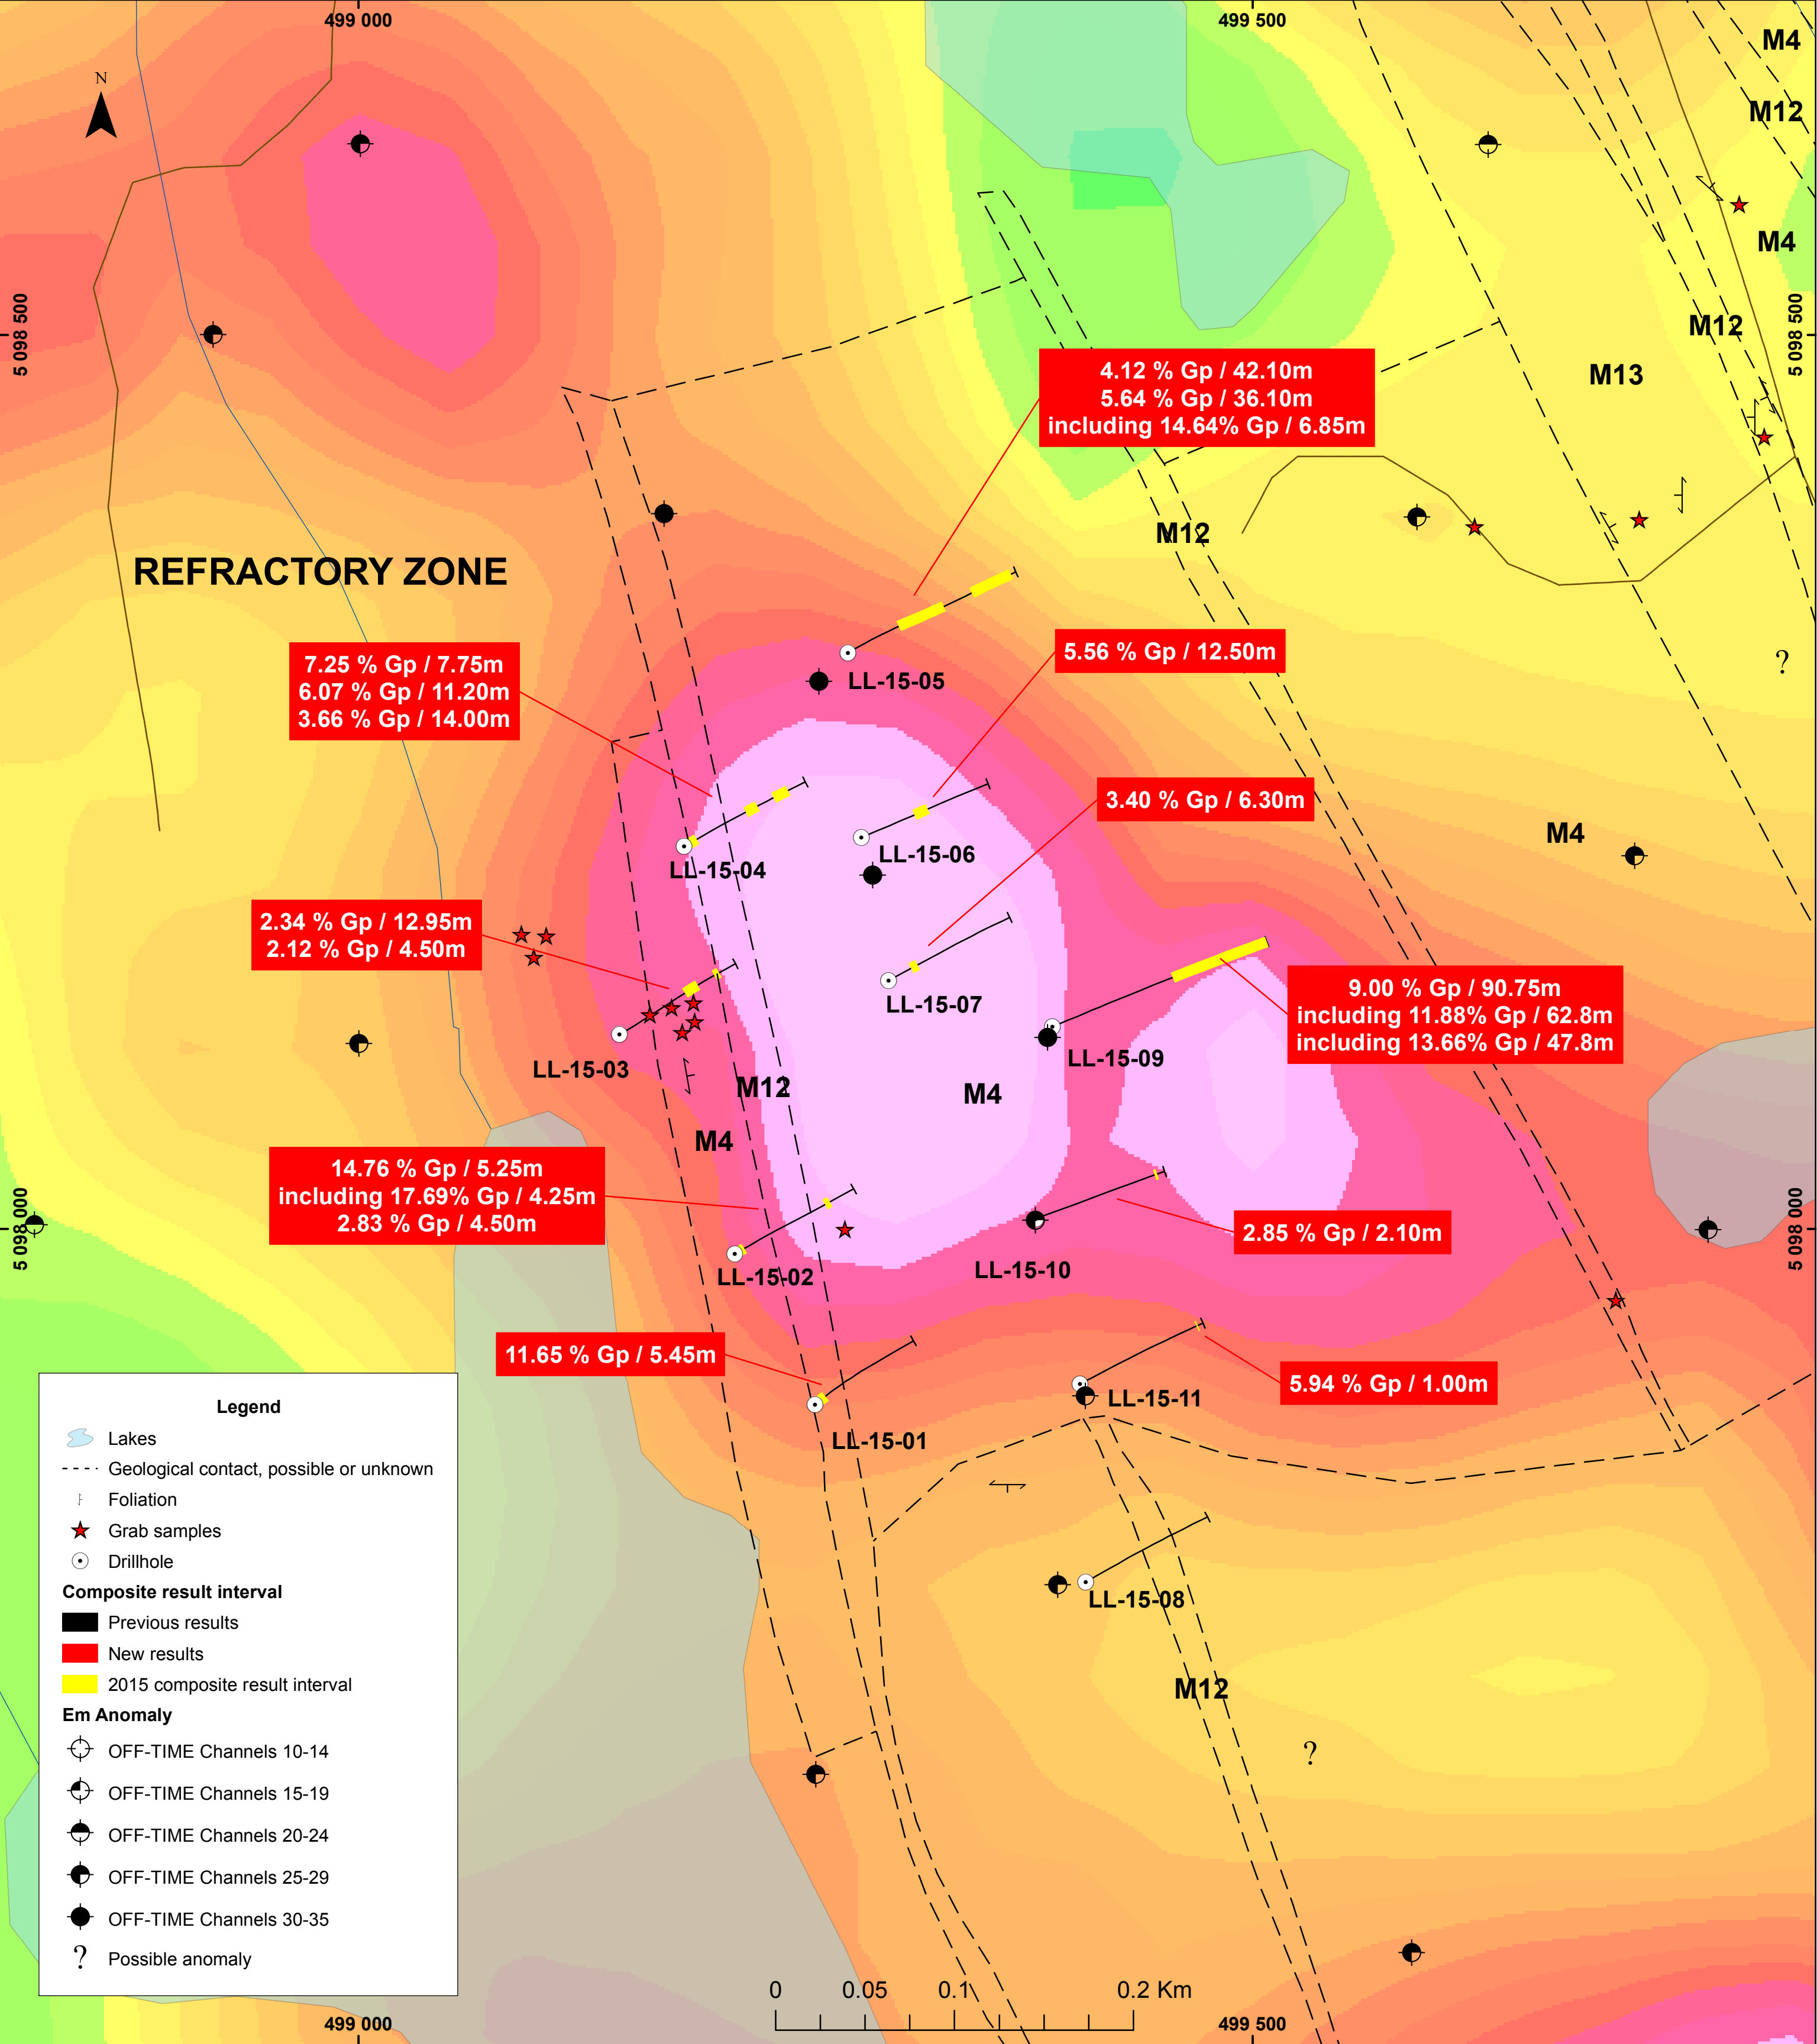 499 000
499 500
N
M4
M12
M4
5 098 500
M12
5 098 500
M13
4.12 % Gp / 42.10m
5.64 % Gp / 36.10m
including 14.64% Gp / 6.85m
M12
REFRACTORY ZONE
7.25 % Gp / 7.75m
6.07 % Gp / 11.20m
3.66 % Gp / 14.00m
LL-15-05
5.56 % Gp / 12.50m
?
3.40 % Gp / 6.30m
M4
LL-15-04
LL-15-06
2.34 % Gp / 12.95m
2.12 % Gp / 4.50m
LL-15-07
9.00 % Gp / 90.75m
including 11.88% Gp / 62.8m
including 13.66% Gp / 47.8m
LL-15-03
LL-15-09
M12
M4
M4
14.76 % Gp / 5.25m
including 17.69% Gp / 4.25m
2.83 % Gp / 4.50m
5 098 000
5 098 000
2.85 % Gp / 2.10m
LL-15-02
LL-15-10
11.65 % Gp / 5.45m
5.94 % Gp / 1.00m
LL-15-11
LL-15-01
LL-15-08
M12
?
Legend
Lakes
Geological contact, possible or unknown
Foliation
Grab samples
Drillhole
Composite result interval
Previous results
New results
2015 composite result interval
Em Anomaly
OFF-TIME Channels 10-14
OFF-TIME Channels 15-19
OFF-TIME Channels 20-24
OFF-TIME Channels 25-29
OFF-TIME Channels 30-35
? Possible anomaly
0 0.05 0.1 0.2 Km
499 000
499 500